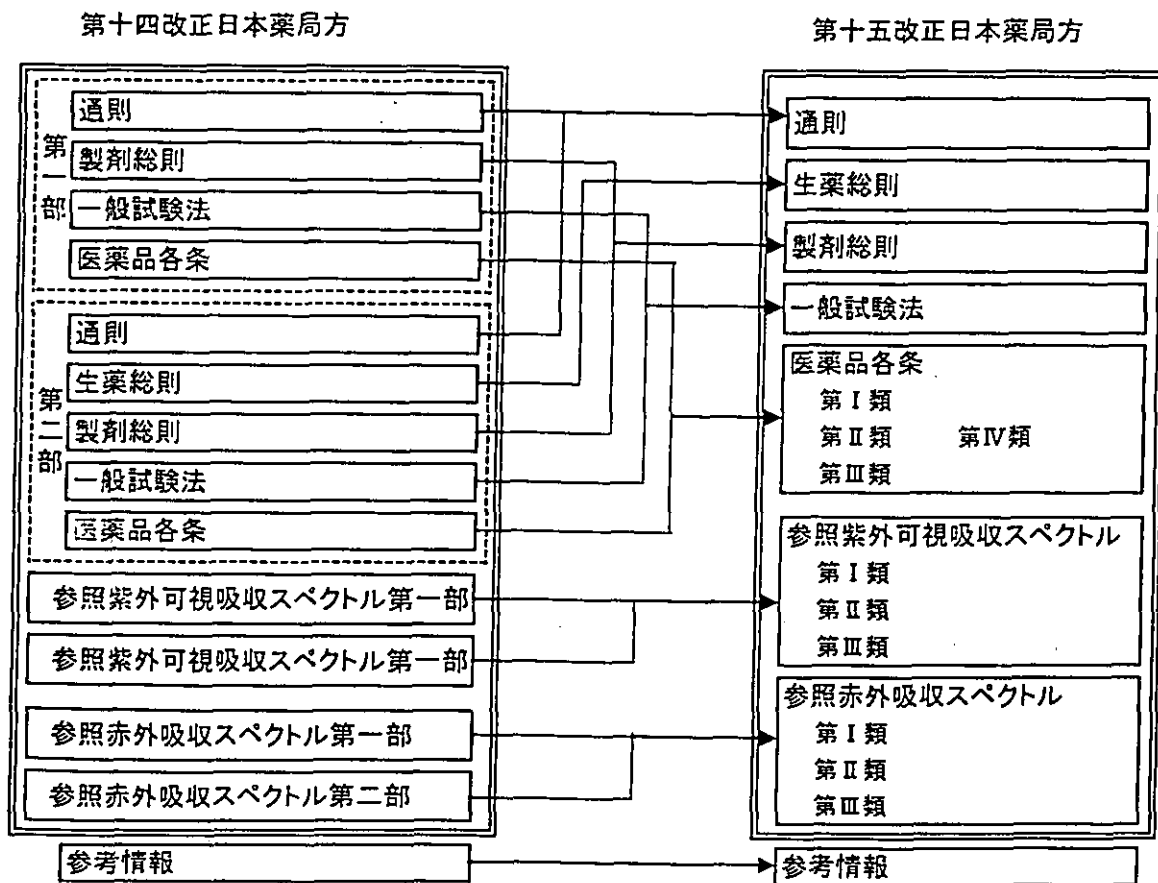 第十四改正日本薬局方
第一部
通則
製剤総則
一般試験法
医薬品各条
第二部
通則
生薬総則
製剤総則
一般試験法
医薬品各条
参照紫外可視吸収スペクトル第一部
参照紫外可視吸収スペクトル第一部
参照赤外吸収スペクトル第一部
参照赤外吸収スペクトル第二部
参考情報
第十五改正日本薬局方
通則
生薬総則
製剤総則
一般試験法
医薬品各条
第Ⅰ類
第Ⅱ類 第Ⅳ類
第Ⅲ類
参照紫外可視吸収スペクトル
第Ⅰ類
第Ⅱ類
第Ⅲ類
参照赤外吸収スペクトル
第Ⅰ類
第Ⅱ類
第Ⅲ類
参考情報